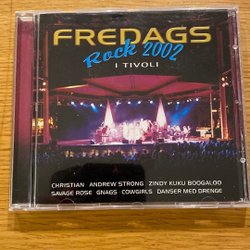 FREDAGS
Rock 2002
I TIVOLI
CHRISTIAN ANDREW STRONG ZINDY KUKU BOOGALOO
SAVAGE ROSE GNAGS COWGIRLS DANSER MED DRENGE